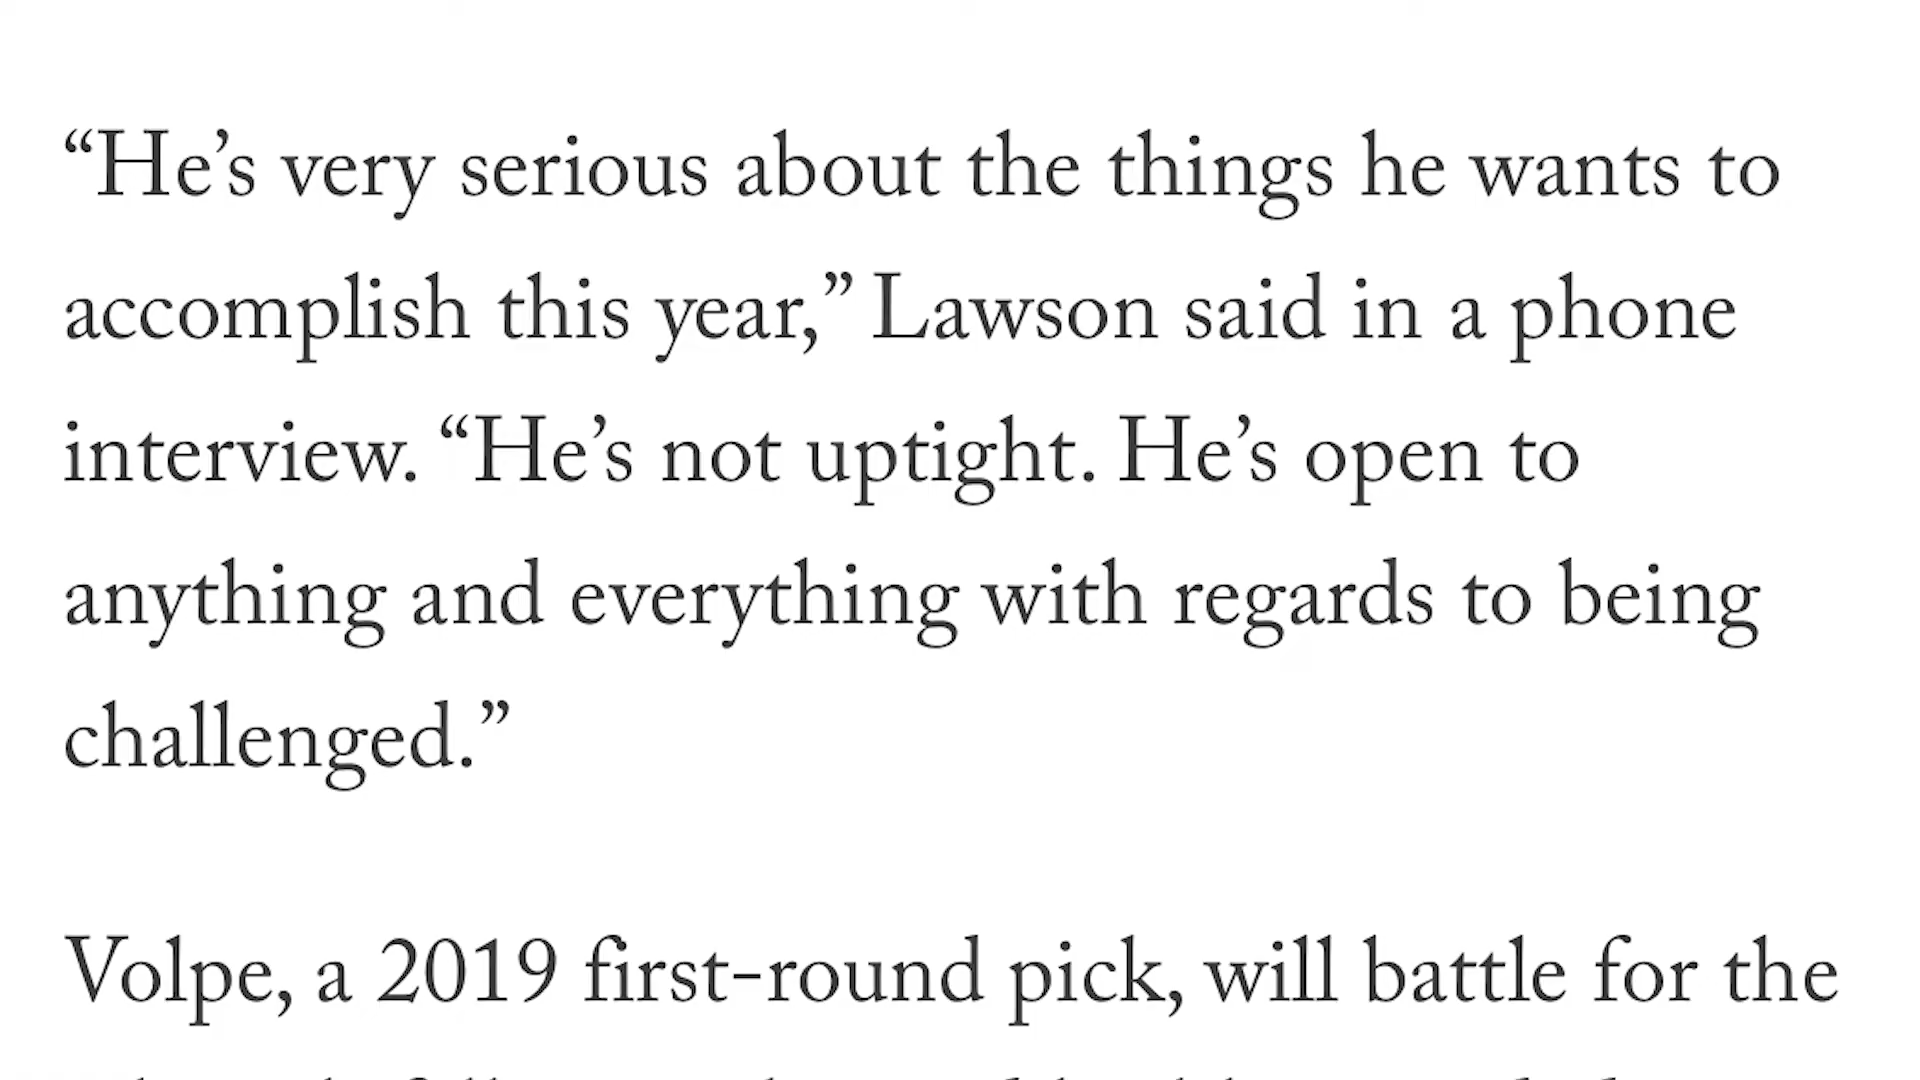 “He’s very serious about the things he wants to
accomplish this year,” Lawson said in a phone
interview. “He’s not uptight. He’s open to
anything and everything with regards to being
challenged.”
Volpe, a 2019 first-round pick, will battle for the